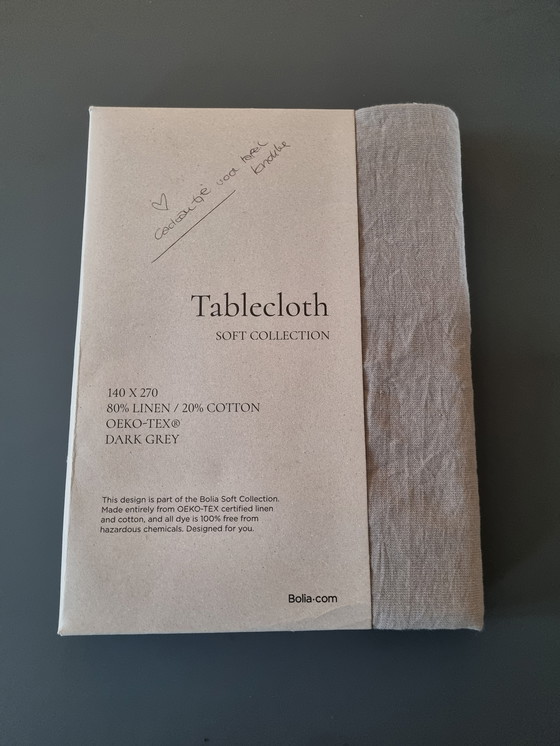 ♡ Cadeautje voor tafel
knokke
Tablecloth
SOFT COLLECTION
140 X 270
80% LINEN / 20% COTTON
OEKO-TEX®
DARK GREY
This design is part of the Bolia Soft Collection.
Made entirely from OEKO-TEX certified linen
and cotton, and all dye is 100% free from
hazardous chemicals. Designed for you.
Bolia.com